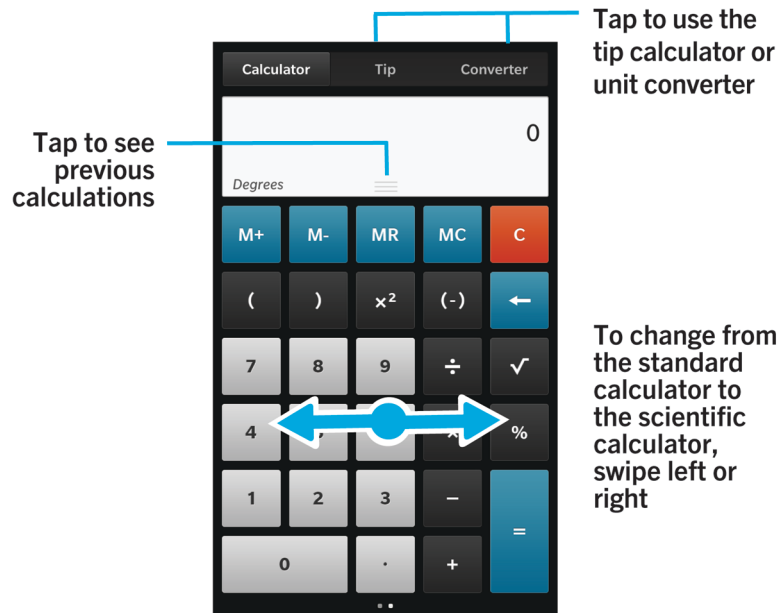 Tap to use the
tip calculator or
unit converter
Calculator Tip Converter
Tap to see
previous
calculations
0
Degrees
M+ M- MR MC C
( ) x² (-) ←
7 8 9 ÷ √
To change from
the standard
calculator to
the scientific
calculator,
swipe left or
right
4 %
1 2 3 −
=
0 . +